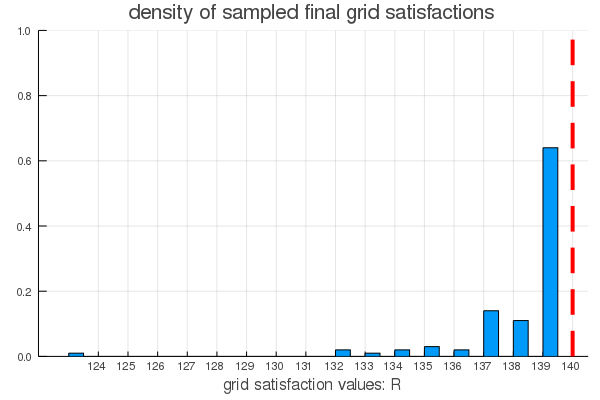 density of sampled final grid satisfactions
1.0
0.8
0.6
0.4
0.2
0.0
124 125 126 127 128 129 130 131 132 133 134 135 136 137 138 139 140
grid satisfaction values: R